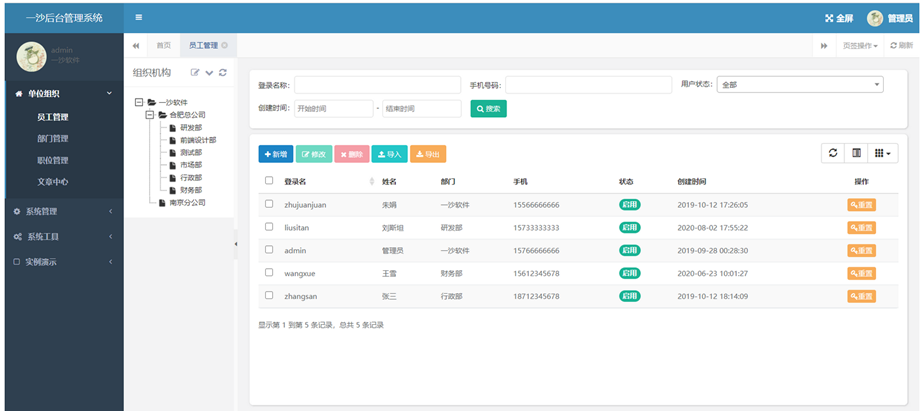 一沙后台管理系统
全屏 管理员
admin
一沙软件
首页 员工管理 页签操作 刷新
单位组织
员工管理
部门管理
职位管理
文章中心
系统管理
系统工具
实例演示
组织机构
一沙软件
合肥总公司
研发部
前端设计部
测试部
市场部
行政部
财务部
南京分公司
登录名称： 手机号码： 用户状态： 全部
创建时间： 开始时间 - 结束时间 搜索
新增 修改 删除 导入 导出
登录名 姓名 部门 手机 状态 创建时间 操作
zhujuanjuan 朱娟 一沙软件 15566666666 启用 2019-10-12 17:26:05 重置
liusitan 刘斯坦 研发部 15733333333 启用 2020-08-02 17:55:22 重置
admin 管理员 一沙软件 15766666666 启用 2019-09-28 00:28:30 重置
wangxue 王雪 财务部 15612345678 启用 2020-06-23 10:01:27 重置
zhangsan 张三 行政部 18712345678 启用 2019-10-12 18:14:09 重置
显示第 1 到第 5 条记录，总共 5 条记录